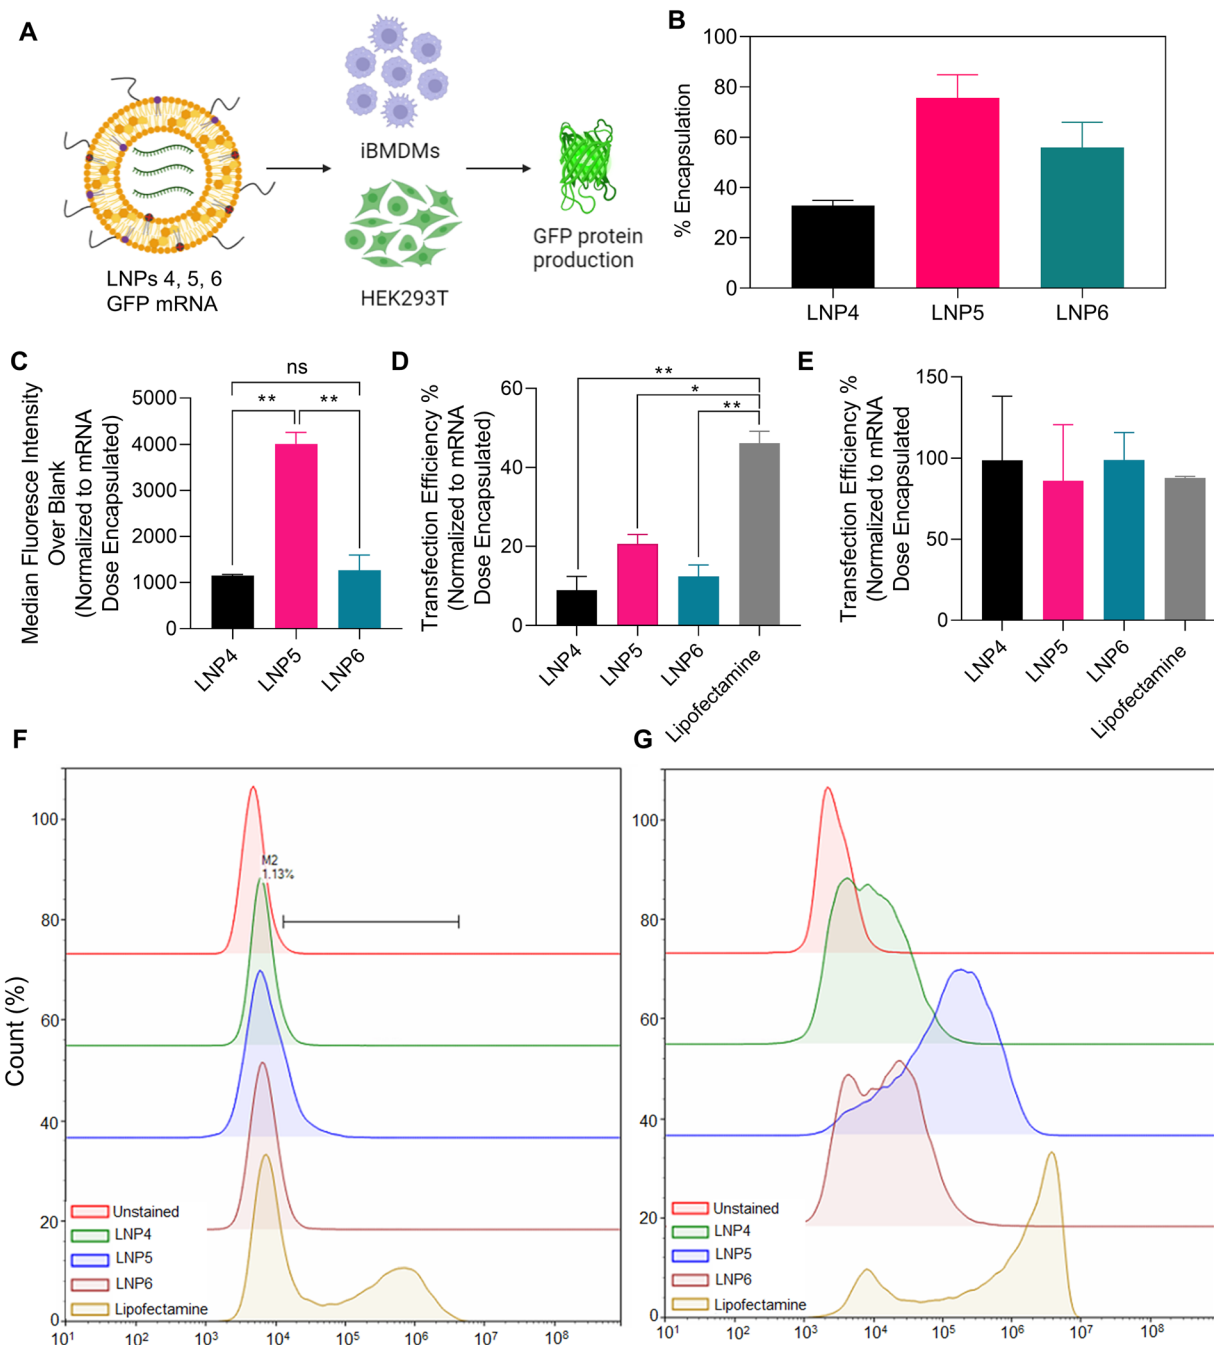 A
LNPs 4, 5, 6
GFP mRNA
iBMDMs
HEK293T
GFP protein
production
B
% Encapsulation
100
80
60
40
20
0
LNP4
LNP5
LNP6
C
Median Fluoresce Intensity
Over Blank
(Normalized to mRNA
Dose Encapsulated)
5000
4000
3000
2000
1000
0
ns
**
**
LNP4
LNP5
LNP6
D
Transfection Efficiency %
(Normalized to mRNA
Dose Encapsulated)
60
40
20
0
**
*
**
LNP4
LNP5
LNP6
Lipofectamine
E
Transfection Efficiency %
(Normalized to mRNA
Dose Encapsulated
150
100
50
0
LNP4
LNP5
LNP6
Lipofectamine
F
Count (%)
100
80
60
40
20
0
M2
1.13%
Unstained
LNP4
LNP5
LNP6
Lipofectamine
10¹ 10² 10³ 10⁴ 10⁵ 10⁶ 10⁷ 10⁸
G
100
80
60
40
20
0
Unstained
LNP4
LNP5
LNP6
Lipofectamine
10¹ 10² 10³ 10⁴ 10⁵ 10⁶ 10⁷ 10⁸